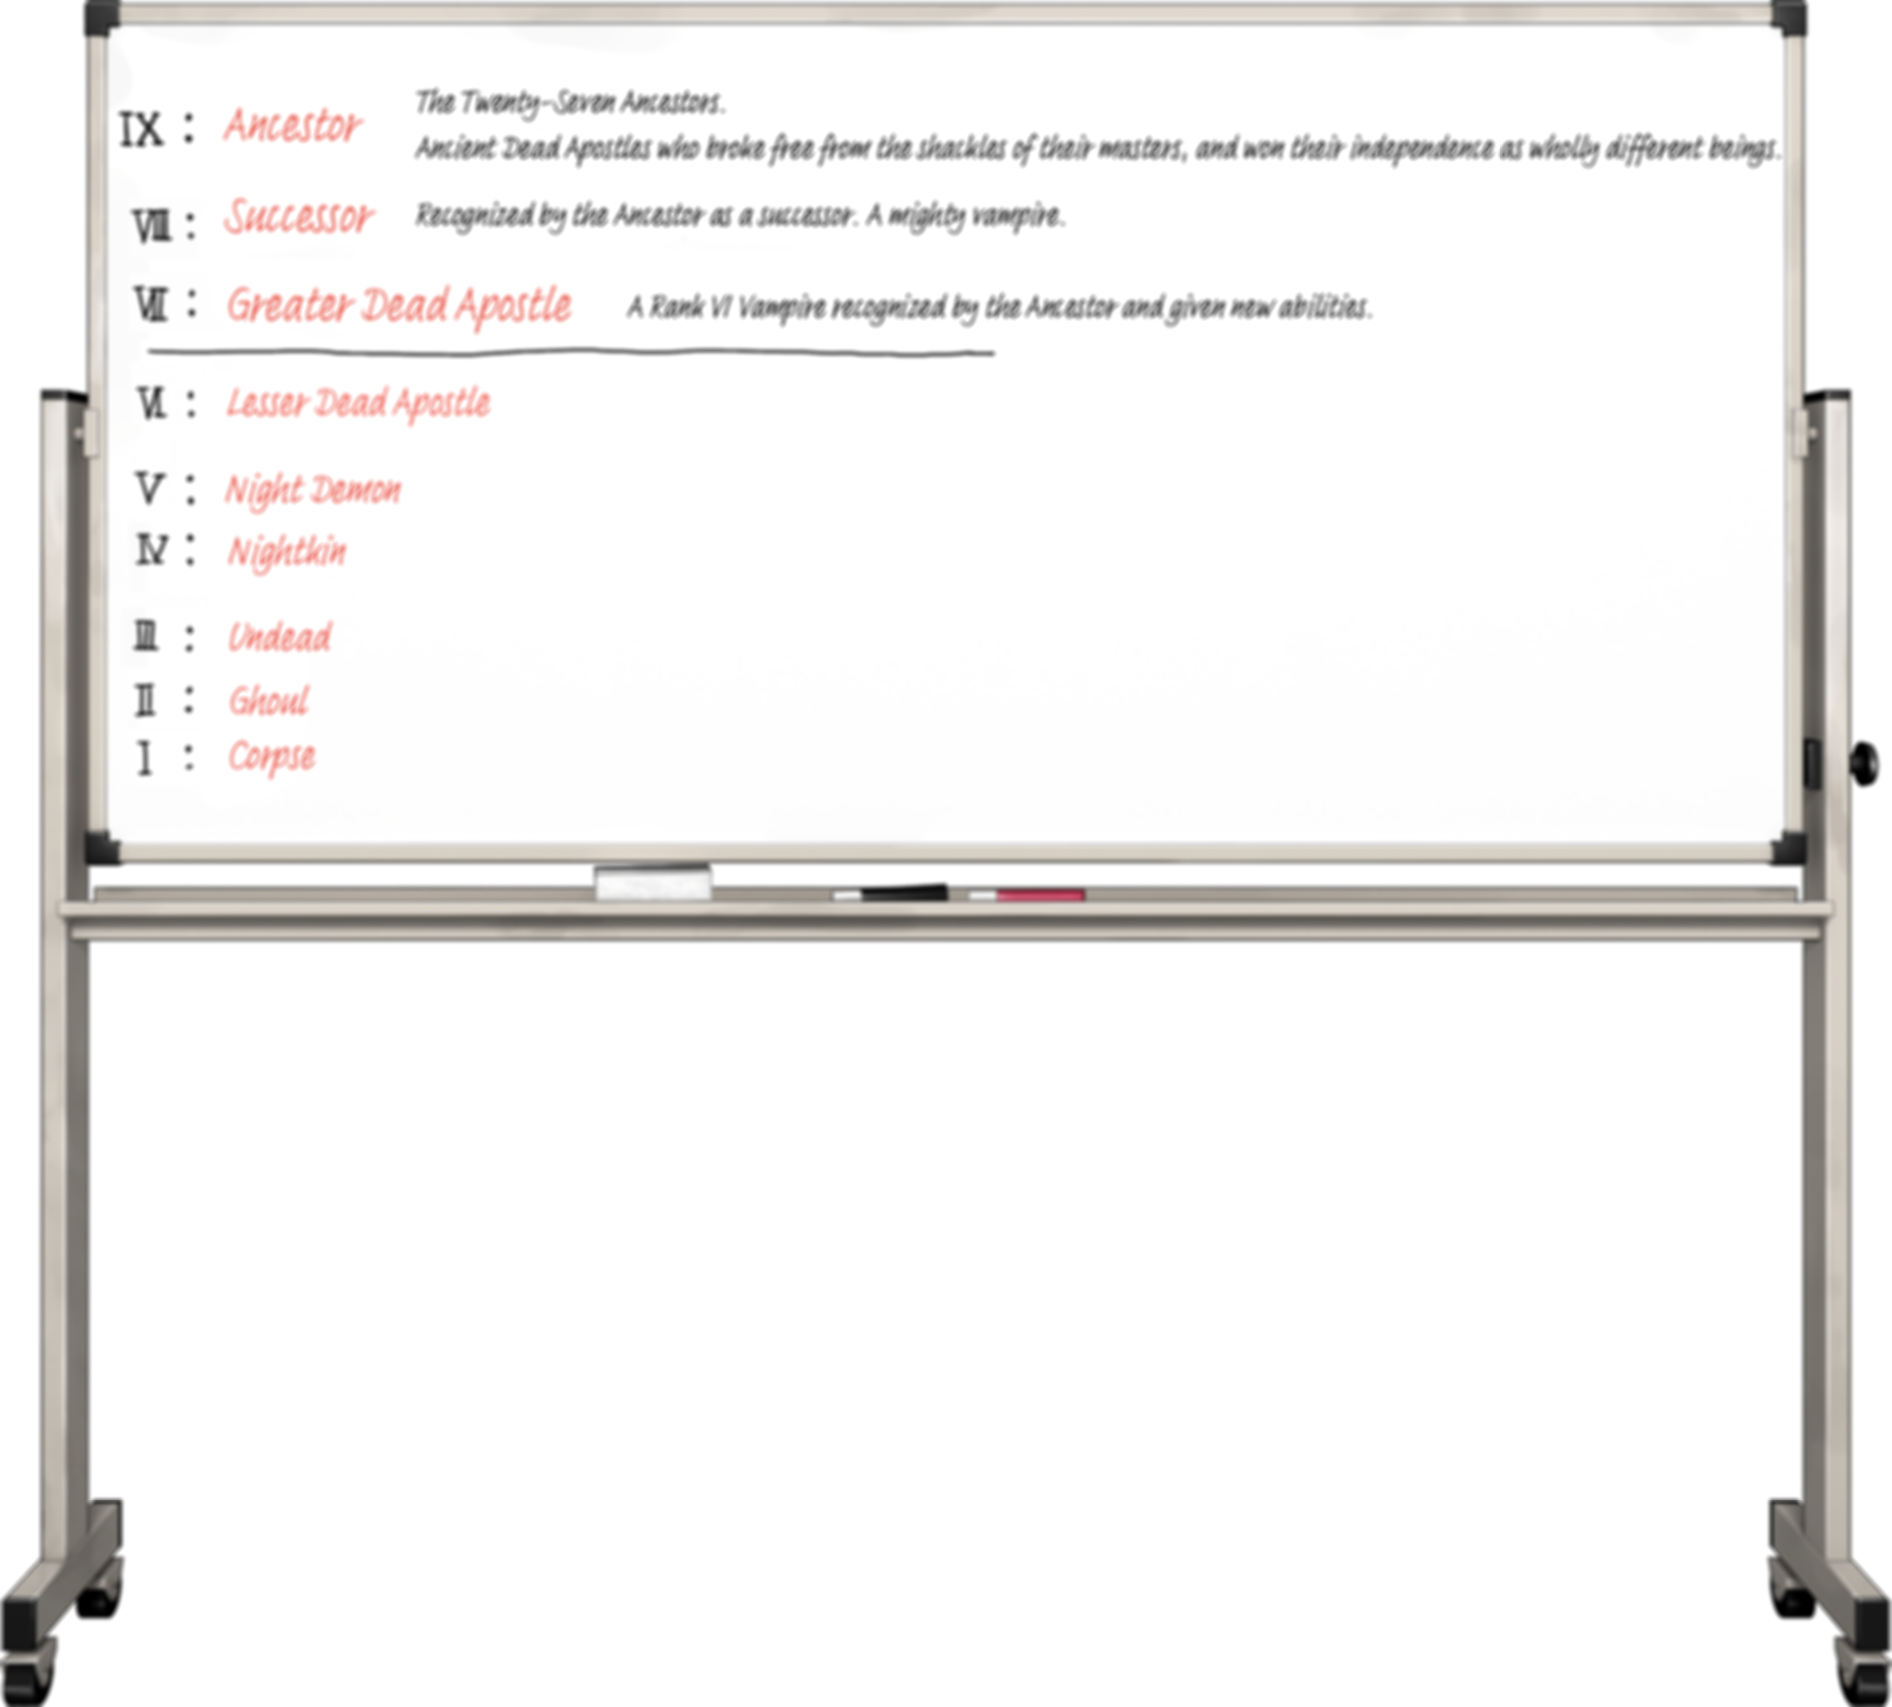 IX : Ancestor The Twenty-Seven Ancestors.
Ancient Dead Apostles who broke free from the shackles of their masters, and won their independence as wholly different beings.
VIII : Successor Recognized by the Ancestor as a successor. A mighty vampire.
VII : Greater Dead Apostle A Rank VI Vampire recognized by the Ancestor and given new abilities.
VI : Lesser Dead Apostle
V : Night Demon
IV : Nightkin
III : Undead
II : Ghoul
I : Corpse